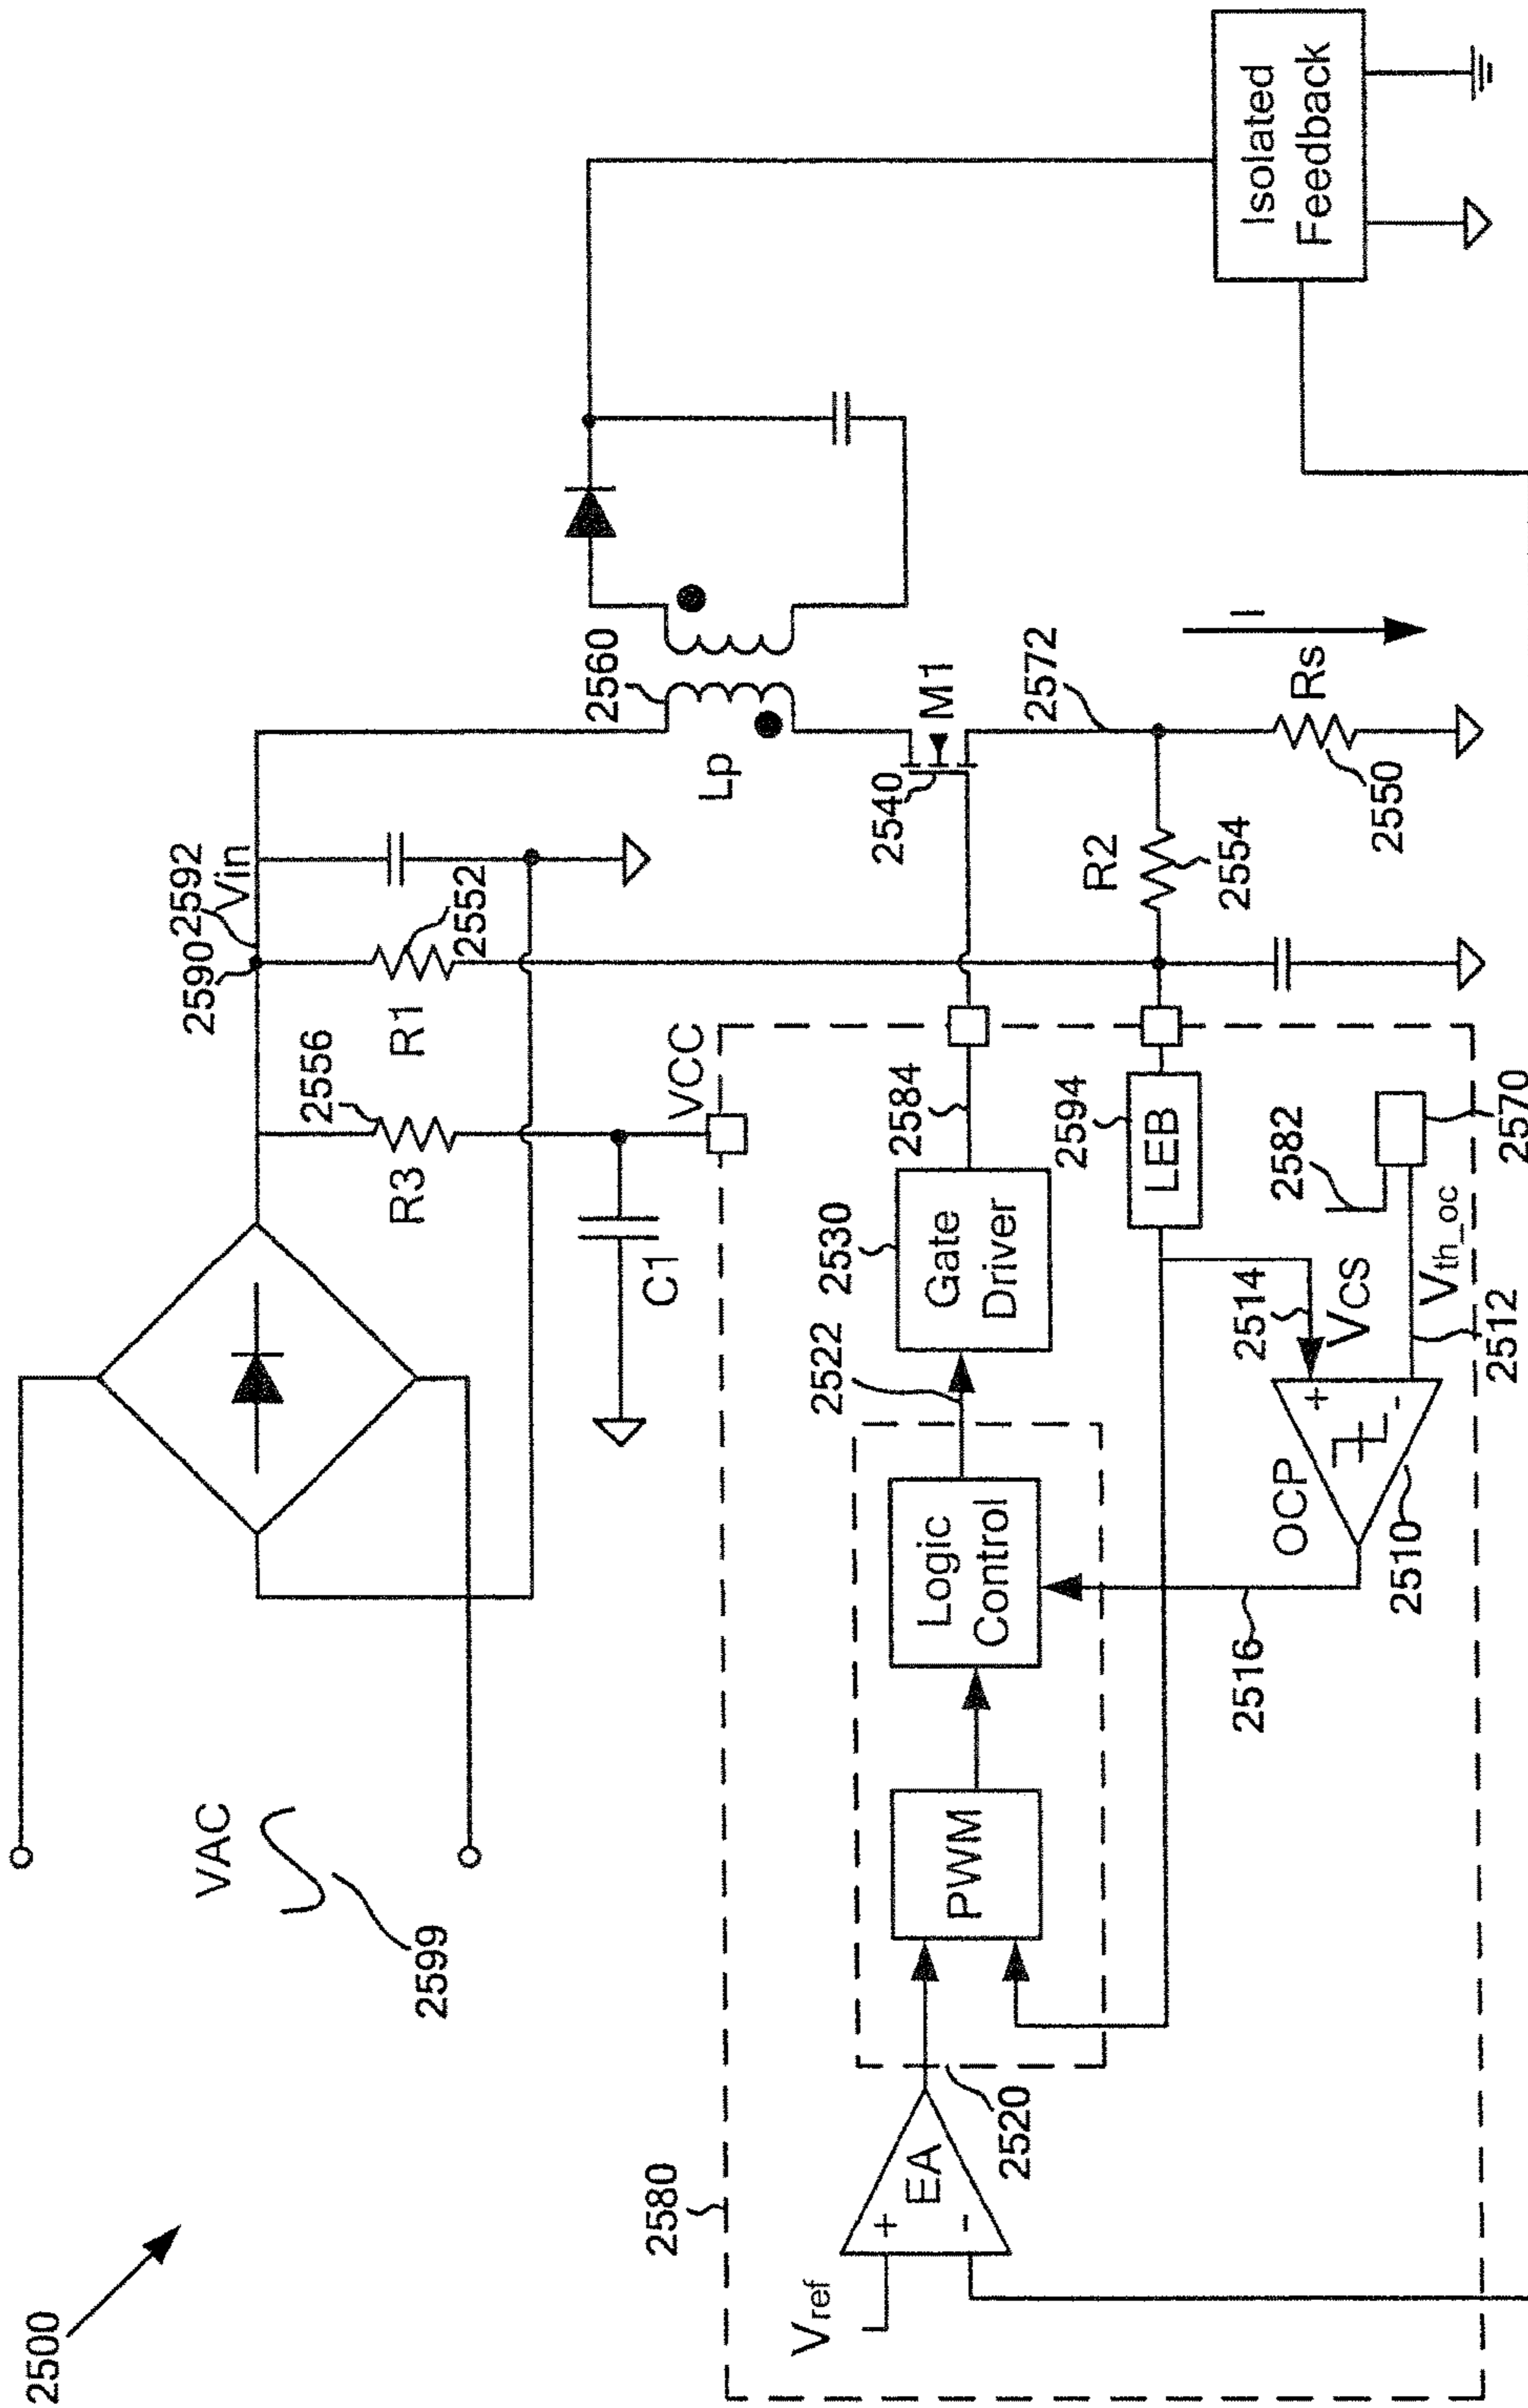 2500
VAC
2599
2590
2592
Vin
2556
R3
R1
2552
C1
VCC
2560
Lp
2540
M1
2572
R2
2554
Rs
2550
I
Isolated
Feedback
2580
Vref
+
-
EA
2520
PWM
Logic
Control
2522
2530
Gate
Driver
2584
2594
LEB
2516
OCP
2510
+
-
2514
VCS
2582
Vth_oc
2512
2570